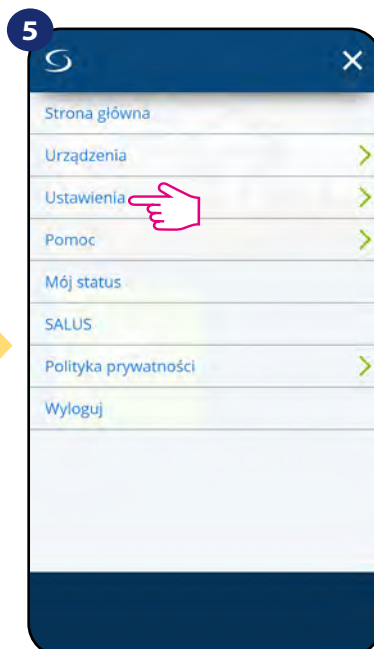 5
Strona główna
Urządzenia
Ustawienia
Pomoc
Mój status
SALUS
Polityka prywatności
Wyloguj